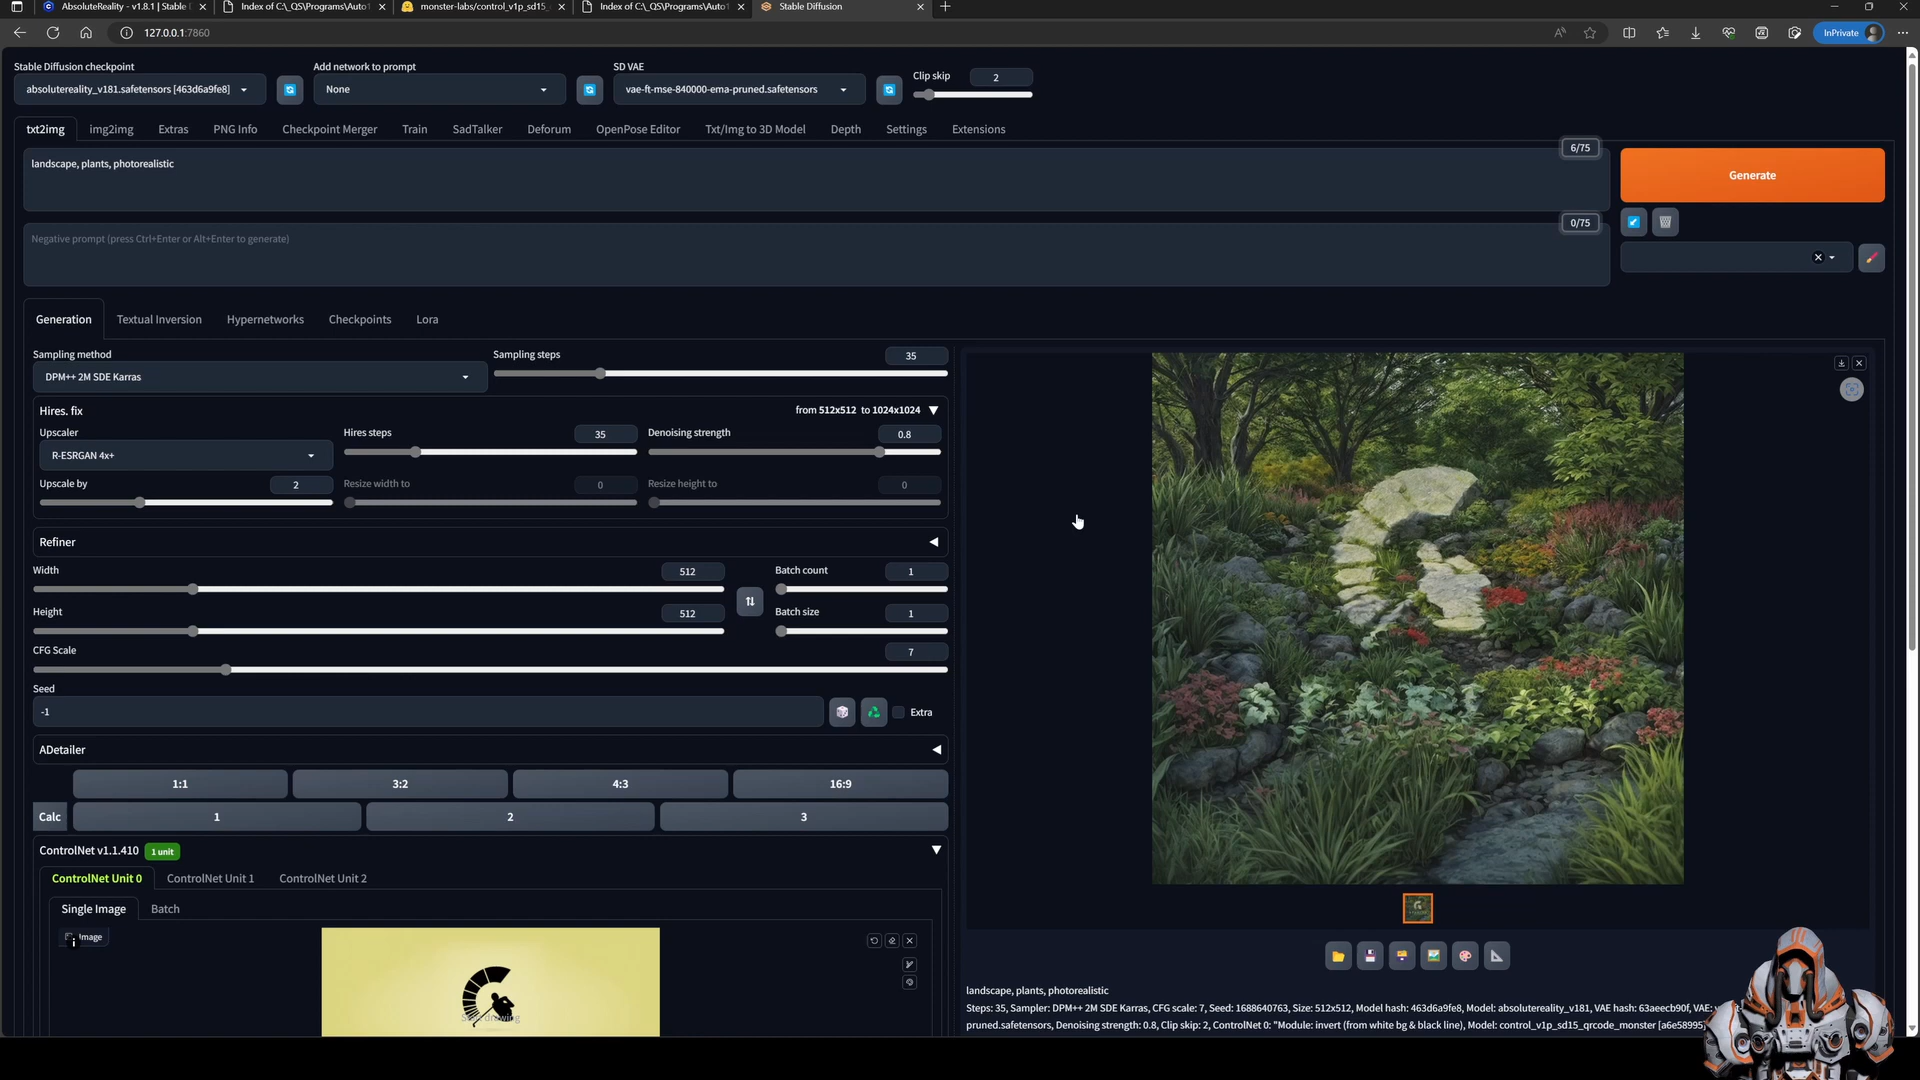 AbsoluteReality - v1.8.1 | Stable
Index of C:\_QS\Programs\Auto1
monster-labs/control_v1p_sd15_
Index of C:\_QS\Programs\Auto1
Stable Diffusion
127.0.0.1:7860
InPrivate
Stable Diffusion checkpoint
Add network to prompt
SD VAE
Clip skip
2
absolutereality_v181.safetensors [463d6a9fe8]
None
vae-ft-mse-840000-ema-pruned.safetensors
txt2img
img2img
Extras
PNG Info
Checkpoint Merger
Train
SadTalker
Deforum
OpenPose Editor
Txt/Img to 3D Model
Depth
Settings
Extensions
6/75
landscape, plants, photorealistic
Generate
0/75
Negative prompt (press Ctrl+Enter or Alt+Enter to generate)
Generation
Textual Inversion
Hypernetworks
Checkpoints
Lora
Sampling method
Sampling steps
35
DPM++ 2M SDE Karras
Hires. fix
from 512x512 to 1024x1024
Upscaler
Hires steps
35
Denoising strength
0.8
R-ESRGAN 4x+
Upscale by
2
Resize width to
0
Resize height to
0
Refiner
Width
512
Batch count
1
Height
512
Batch size
1
CFG Scale
7
Seed
-1
Extra
ADetailer
1:1
3:2
4:3
16:9
Calc
1
2
3
ControlNet v1.1.410
1 unit
ControlNet Unit 0
ControlNet Unit 1
ControlNet Unit 2
Single Image
Batch
Image
landscape, plants, photorealistic
Steps: 35, Sampler: DPM++ 2M SDE Karras, CFG scale: 7, Seed: 1688640763, Size: 512x512, Model hash: 463d6a9fe8, Model: absolutereality_v181, VAE hash: 63aeecb90f, VAE:
pruned.safetensors, Denoising strength: 0.8, Clip skip: 2, ControlNet 0: "Module: invert (from white bg & black line), Model: control_v1p_sd15_qrcode_monster [a6e58995]